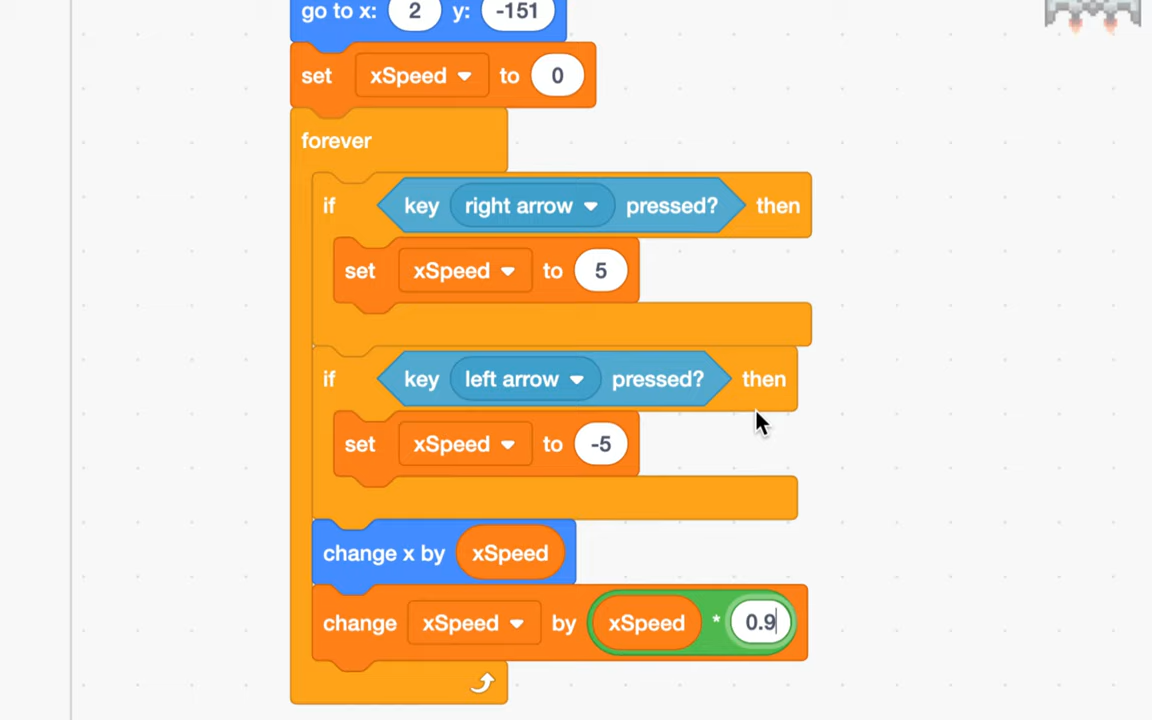 go to x: 2 y: -151
set xSpeed to 0
forever
if key right arrow pressed? then
set xSpeed to 5
if key left arrow pressed? then
set xSpeed to -5
change x by xSpeed
change xSpeed by xSpeed * 0.9